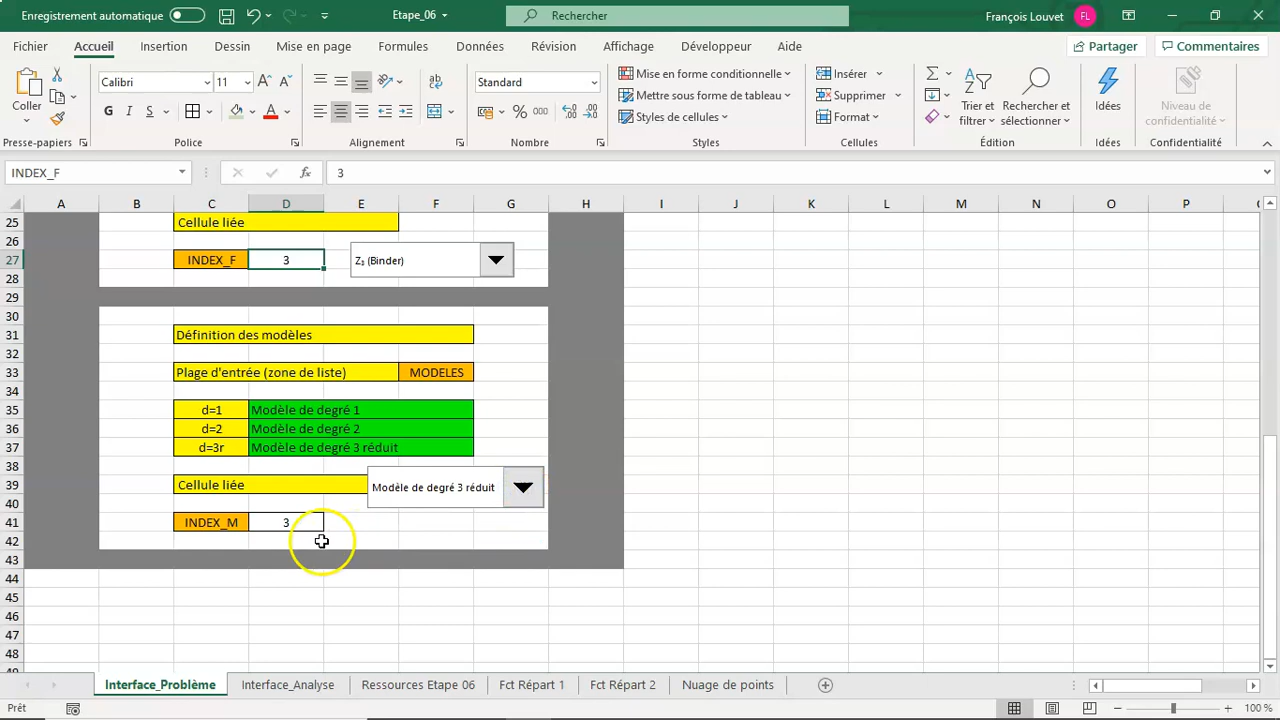 Enregistrement automatique
Etape_06
Rechercher
François Louvet
FL
Fichier Accueil Insertion Dessin Mise en page Formules Données Révision Affichage Développeur Aide
Partager Commentaires
Coller
Calibri 11
G I S
Standard
% 000
Mise en forme conditionnelle
Mettre sous forme de tableau
Styles de cellules
Insérer
Supprimer
Format
Trier et filtrer
Rechercher et sélectionner
Idées
Niveau de confidentialité
Presse-papiers Police Alignement Nombre Styles Cellules Édition Idées Confidentialité
INDEX_F
fx 3
A B C D E F G H I J K L M N O P
25 Cellule liée
26
27 INDEX_F 3 Z₃ (Binder)
28
29
30
31 Définition des modèles
32
33 Plage d'entrée (zone de liste) MODELES
34
35 d=1 Modèle de degré 1
36 d=2 Modèle de degré 2
37 d=3r Modèle de degré 3 réduit
38
39 Cellule liée Modèle de degré 3 réduit
40
41 INDEX_M 3
42
43
44
45
46
47
48
Interface_Problème Interface_Analyse Ressources Etape 06 Fct Répart 1 Fct Répart 2 Nuage de points
Prêt
100 %